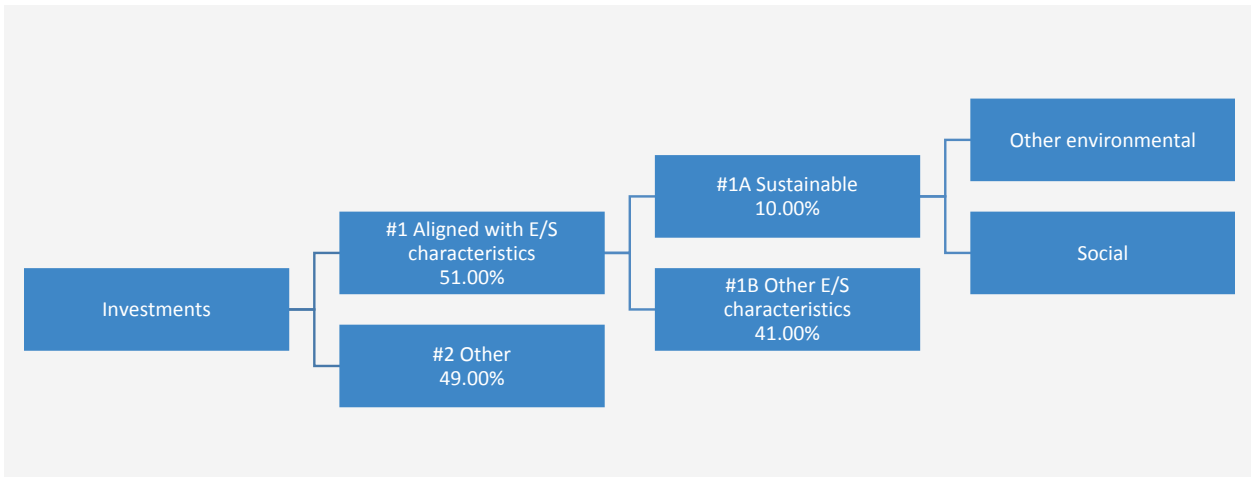 Investments
#1 Aligned with E/S
characteristics
51.00%
#2 Other
49.00%
#1A Sustainable
10.00%
#1B Other E/S
characteristics
41.00%
Other environmental
Social